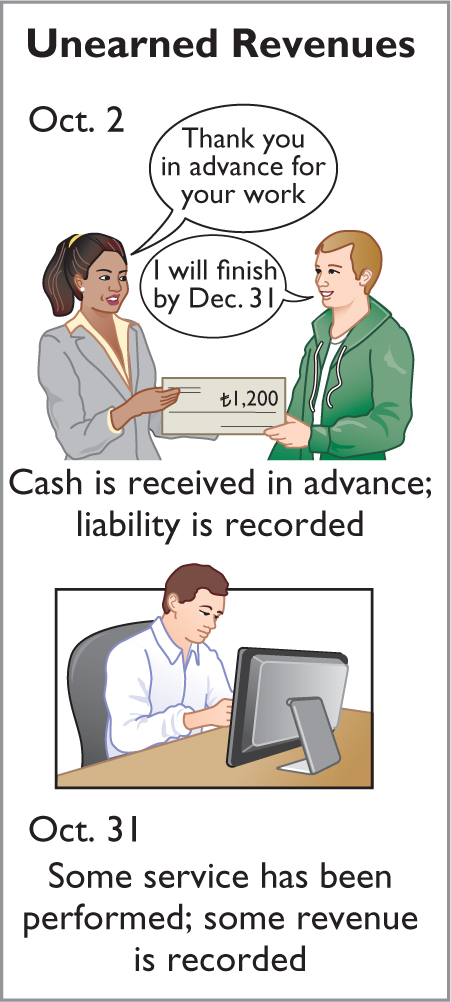 Unearned Revenues
Oct. 2
Thank you
in advance for
your work
I will finish
by Dec. 31
₺1,200
Cash is received in advance;
liability is recorded
Oct. 31
Some service has been
performed; some revenue
is recorded